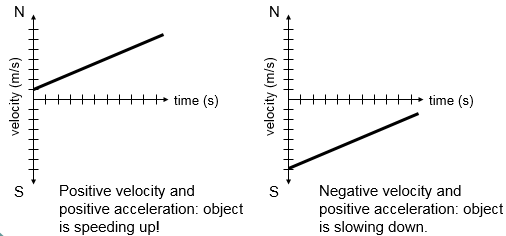 N
velocity (m/s)
time (s)
S
Positive velocity and
positive acceleration: object
is speeding up!
N
velocity (m/s)
time (s)
S
Negative velocity and
positive acceleration: object
is slowing down.